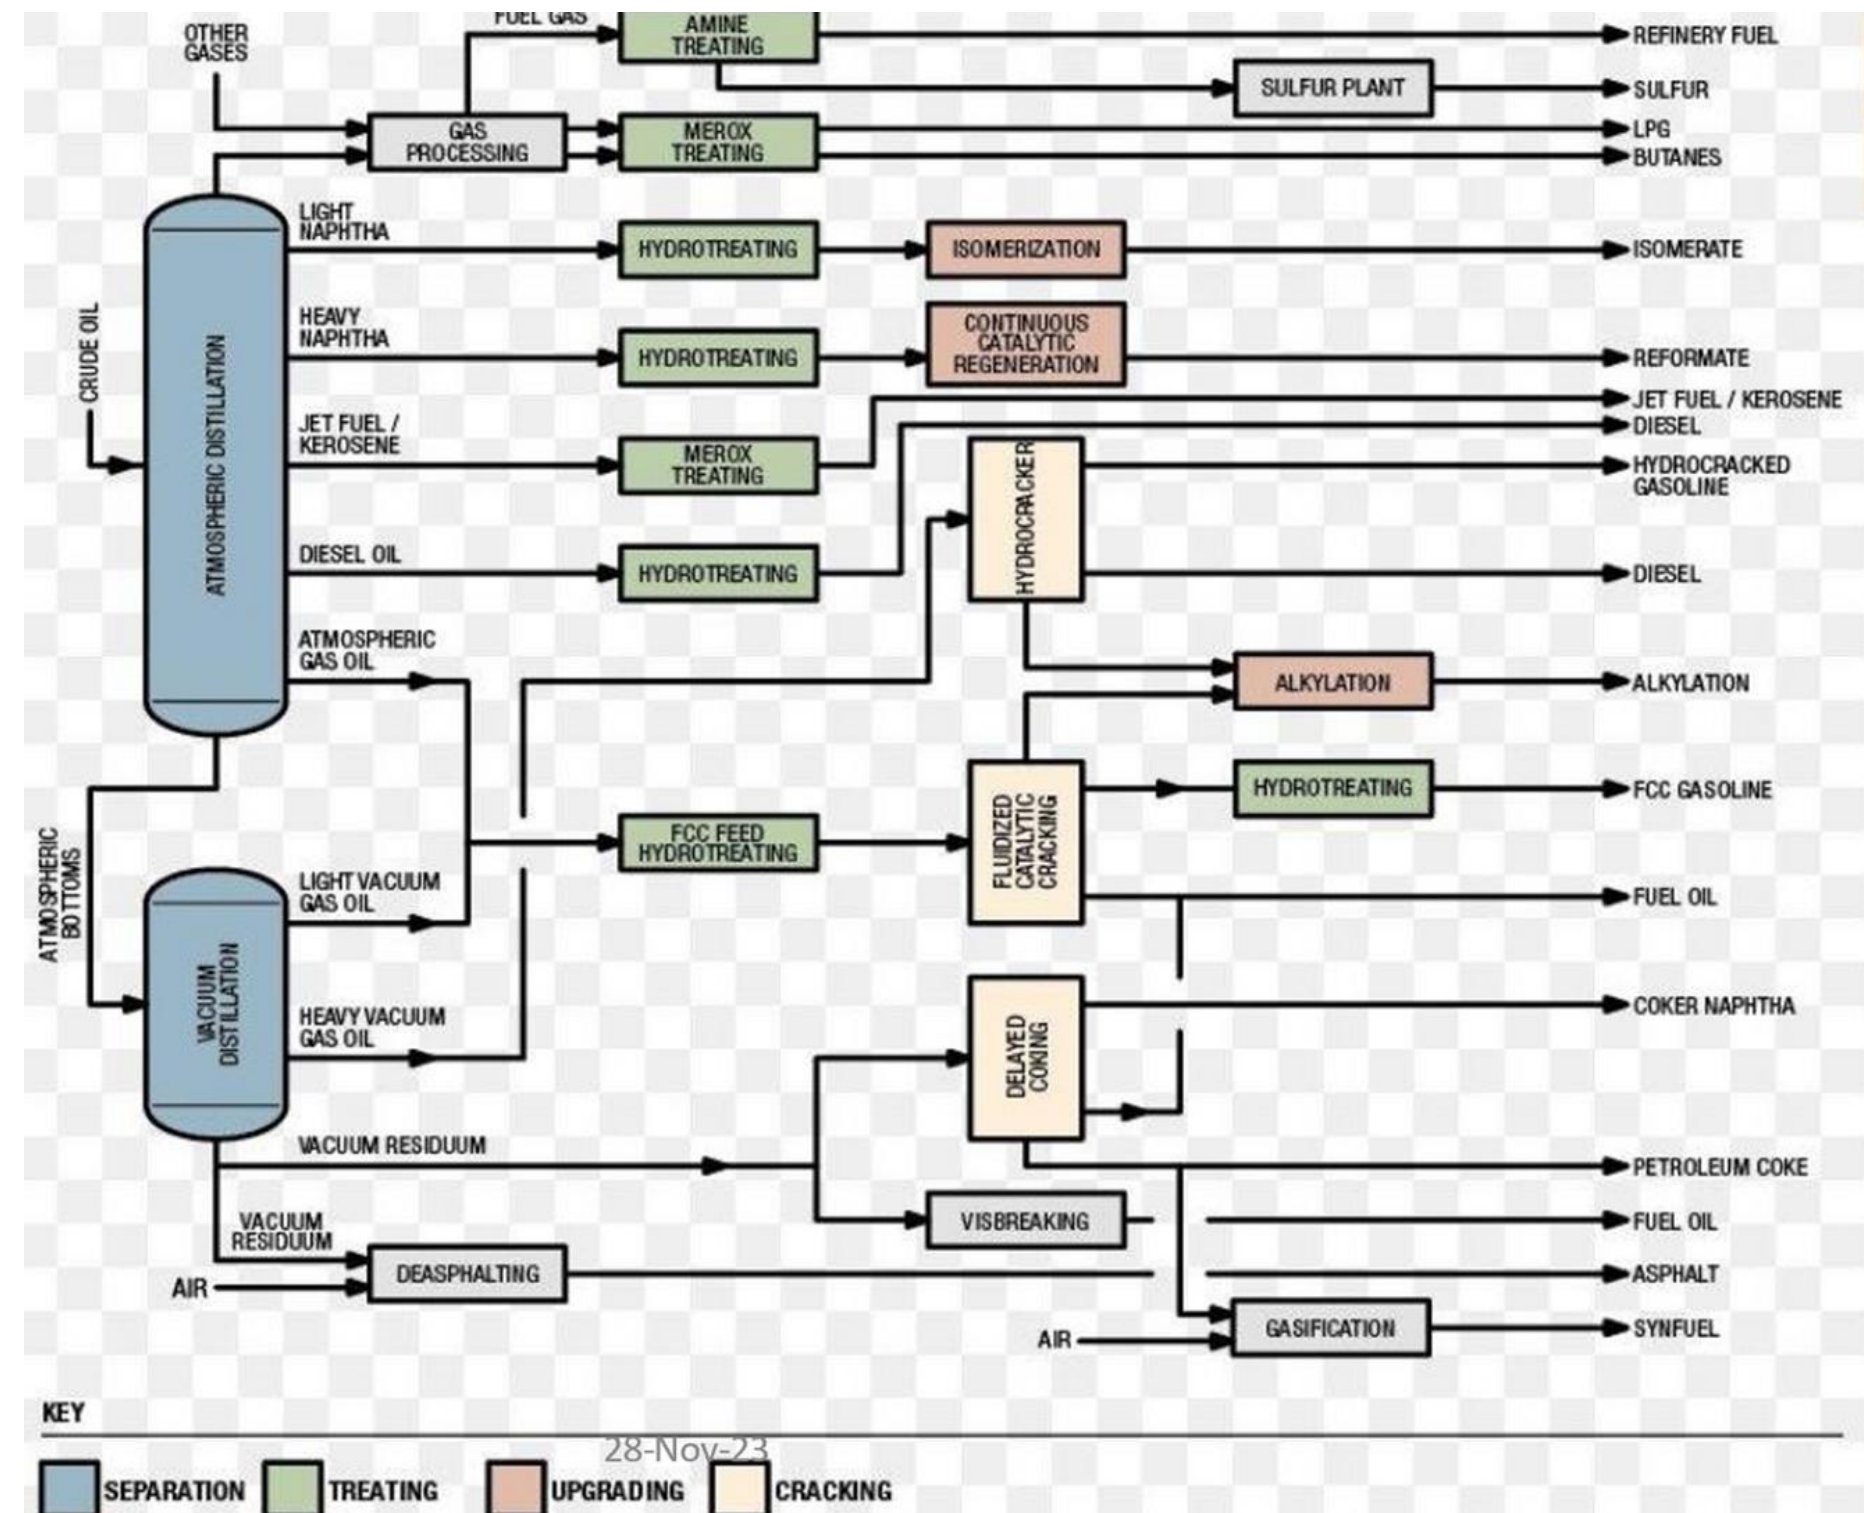 FUEL GAS
OTHER
GASES
AMINE
TREATING
REFINERY FUEL
SULFUR PLANT
SULFUR
GAS
PROCESSING
MEROX
TREATING
LPG
BUTANES
LIGHT
NAPHTHA
HYDROTREATING
ISOMERIZATION
ISOMERATE
CRUDE OIL
ATMOSPHERIC DISTILLATION
HEAVY
NAPHTHA
HYDROTREATING
CONTINUOUS
CATALYTIC
REGENERATION
REFORMATE
JET FUEL / KEROSENE
DIESEL
JET FUEL /
KEROSENE
MEROX
TREATING
HYDROCRACKER
HYDROCRACKED
GASOLINE
DIESEL OIL
HYDROTREATING
DIESEL
ATMOSPHERIC
GAS OIL
ALKYLATION
ALKYLATION
FLUIDIZED
CATALYTIC
CRACKING
HYDROTREATING
FCC GASOLINE
FCC FEED
HYDROTREATING
ATMOSPHERIC
BOTTOMS
LIGHT VACUUM
GAS OIL
FUEL OIL
VACUUM
DISTILLATION
HEAVY VACUUM
GAS OIL
DELAYED
COKING
COKER NAPHTHA
VACUUM RESIDUUM
PETROLEUM COKE
VACUUM
RESIDUUM
VISBREAKING
FUEL OIL
AIR
DEASPHALTING
ASPHALT
AIR
GASIFICATION
SYNFUEL
KEY
28-Nov-23
SEPARATION
TREATING
UPGRADING
CRACKING